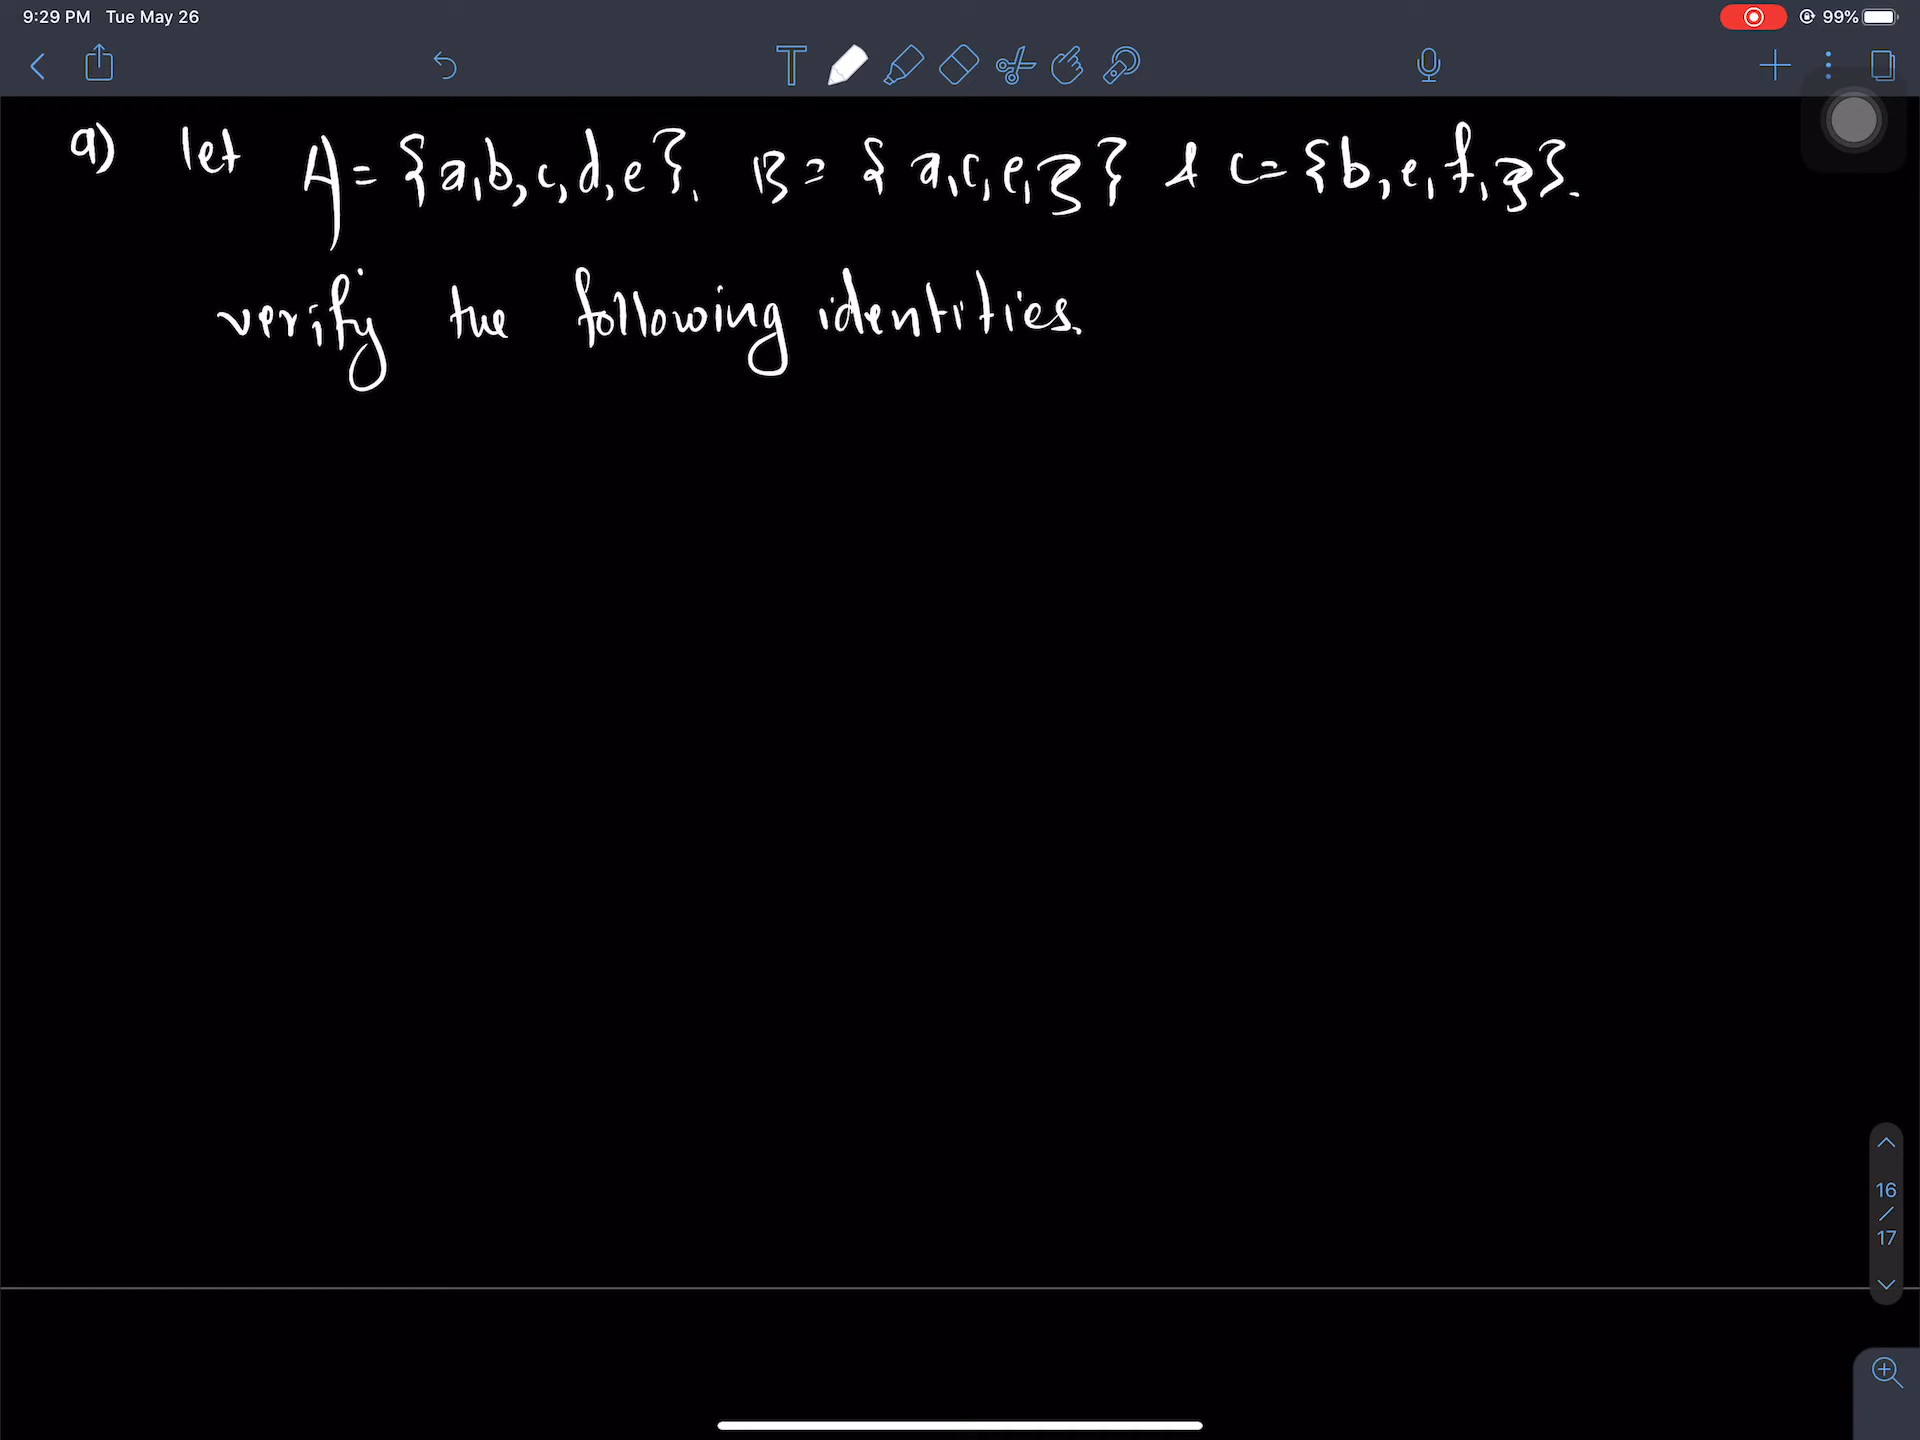 9:29 PM Tue May 26 99%
a) let A = {a,b,c,d,e}, B = {a,c,e,g} & C = {b,e,f,g}.
verify the following identities.
16
/
17